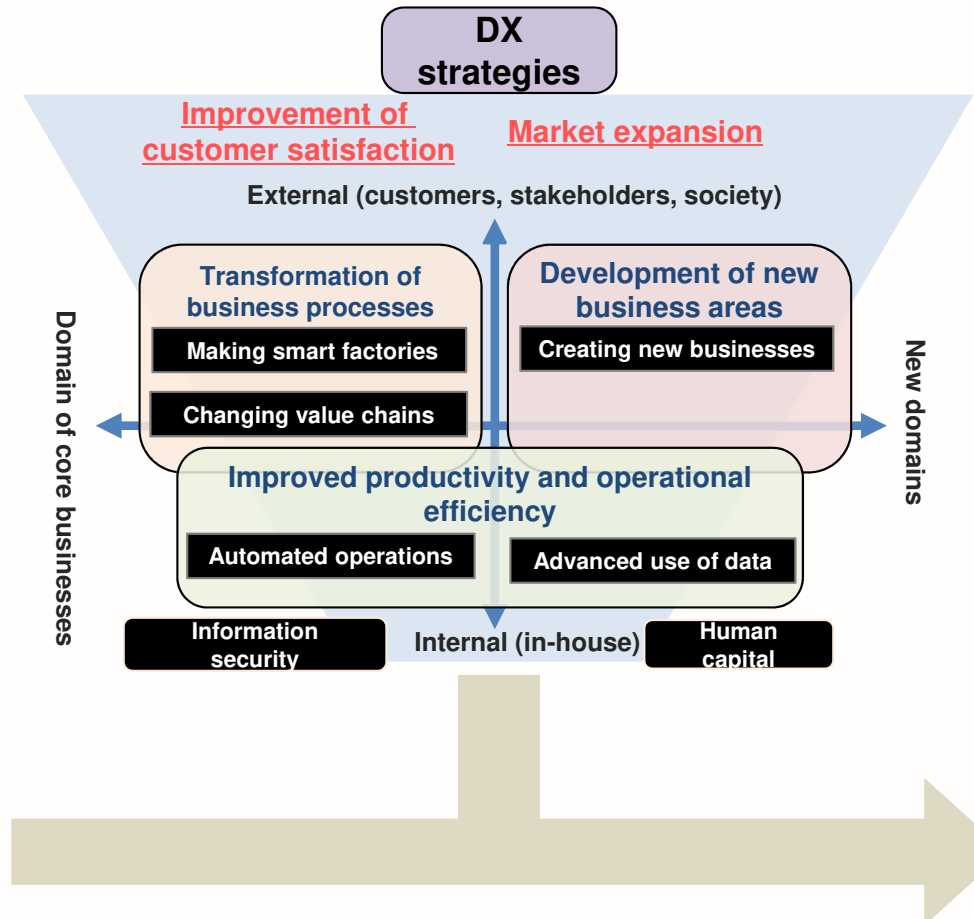 DX
strategies
Improvement of
customer satisfaction
Market expansion
External (customers, stakeholders, society)
Transformation of
business processes
Making smart factories
Changing value chains
Development of new
business areas
Creating new businesses
Domain of core businesses
New domains
Improved productivity and operational
efficiency
Automated operations
Advanced use of data
Information
security
Internal (in-house)
Human
capital